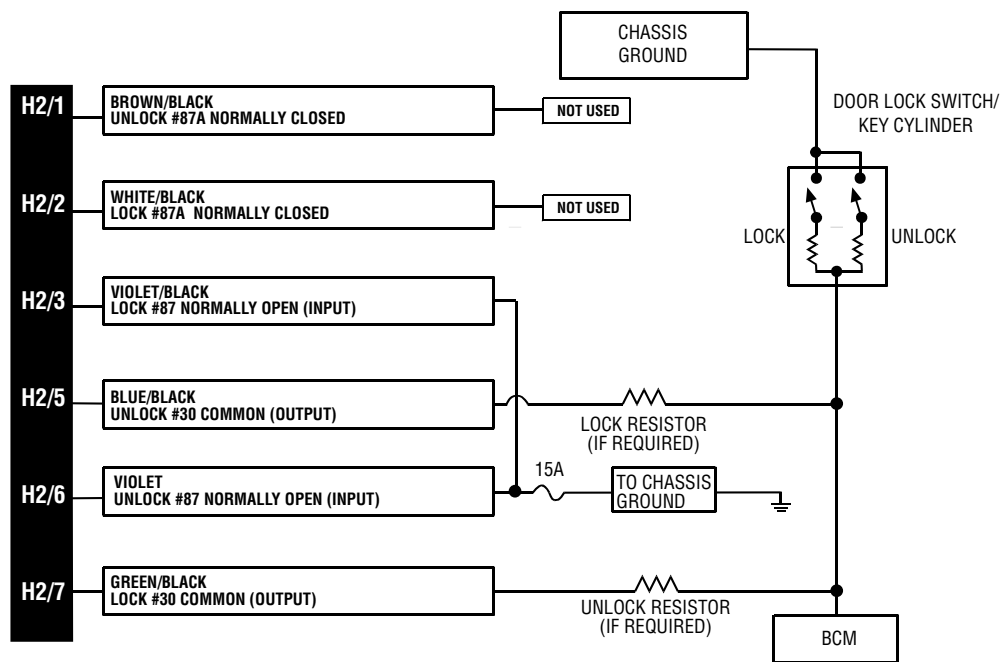 CHASSIS
GROUND
H2/1
BROWN/BLACK
UNLOCK #87A NORMALLY CLOSED
NOT USED
DOOR LOCK SWITCH/
KEY CYLINDER
H2/2
WHITE/BLACK
LOCK #87A NORMALLY CLOSED
NOT USED
LOCK
UNLOCK
H2/3
VIOLET/BLACK
LOCK #87 NORMALLY OPEN (INPUT)
H2/5
BLUE/BLACK
UNLOCK #30 COMMON (OUTPUT)
LOCK RESISTOR
(IF REQUIRED)
H2/6
VIOLET
UNLOCK #87 NORMALLY OPEN (INPUT)
15A
TO CHASSIS
GROUND
H2/7
GREEN/BLACK
LOCK #30 COMMON (OUTPUT)
UNLOCK RESISTOR
(IF REQUIRED)
BCM